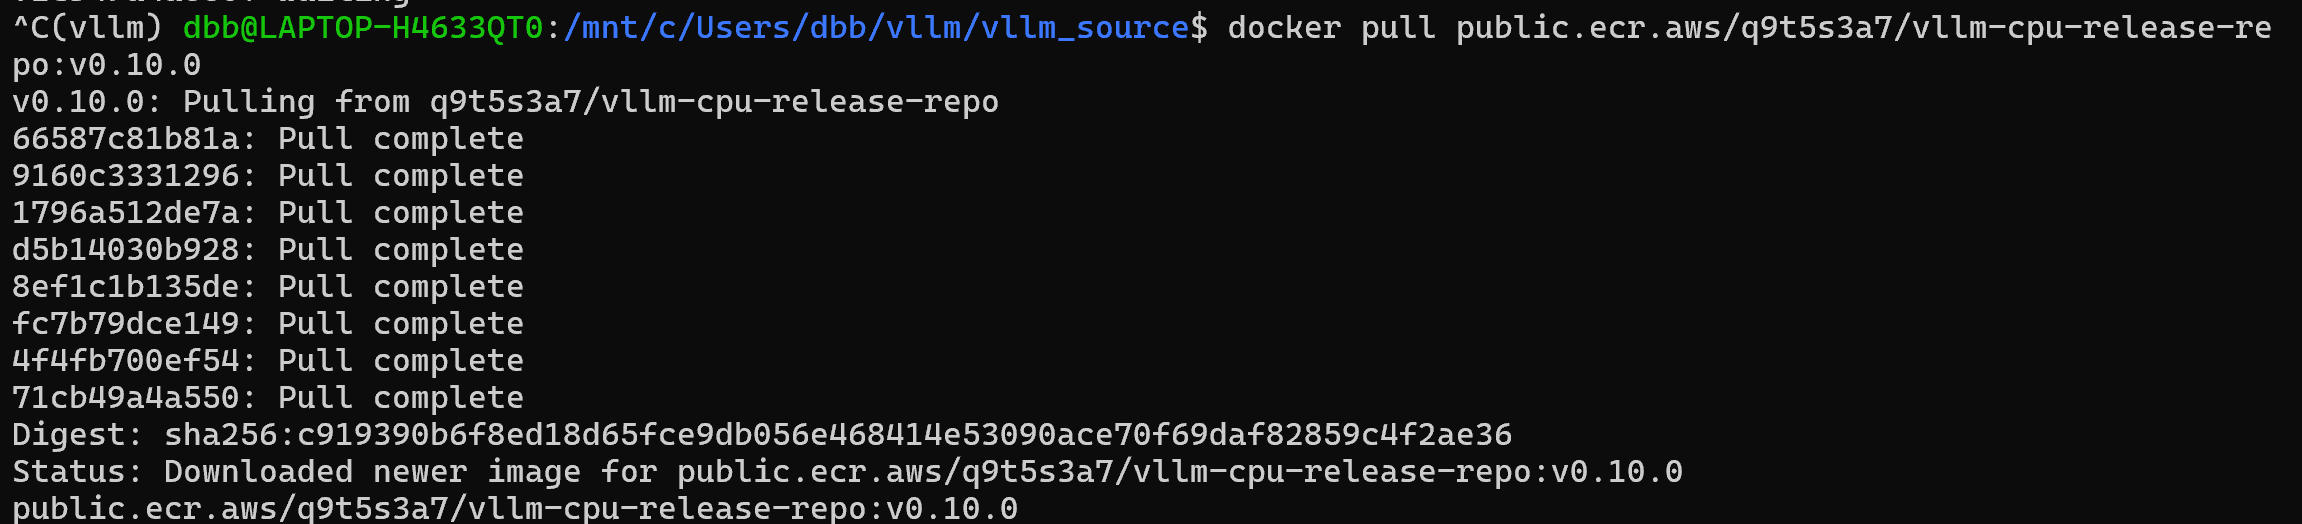 ^C(vllm) dbb@LAPTOP-H4633QT0:/mnt/c/Users/dbb/vllm/vllm_source$ docker pull public.ecr.aws/q9t5s3a7/vllm-cpu-release-re
po:v0.10.0
v0.10.0: Pulling from q9t5s3a7/vllm-cpu-release-repo
66587c81b81a: Pull complete
9160c3331296: Pull complete
1796a512de7a: Pull complete
d5b14030b928: Pull complete
8ef1c1b135de: Pull complete
fc7b79dce149: Pull complete
4f4fb700ef54: Pull complete
71cb49a4a550: Pull complete
Digest: sha256:c919390b6f8ed18d65fce9db056e468414e53090ace70f69daf82859c4f2ae36
Status: Downloaded newer image for public.ecr.aws/q9t5s3a7/vllm-cpu-release-repo:v0.10.0
public.ecr.aws/q9t5s3a7/vllm-cpu-release-repo:v0.10.0